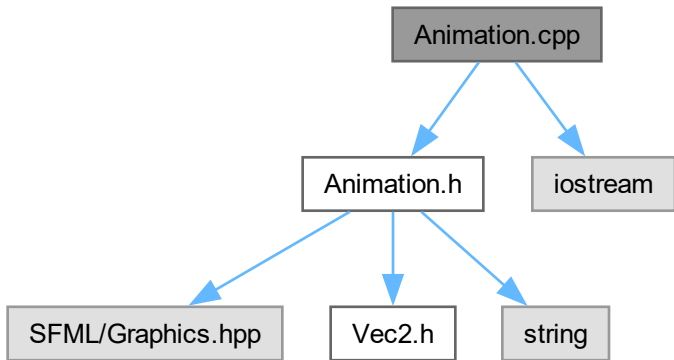 Animation.cpp
Animation.h
iostream
SFML/Graphics.hpp
Vec2.h
string